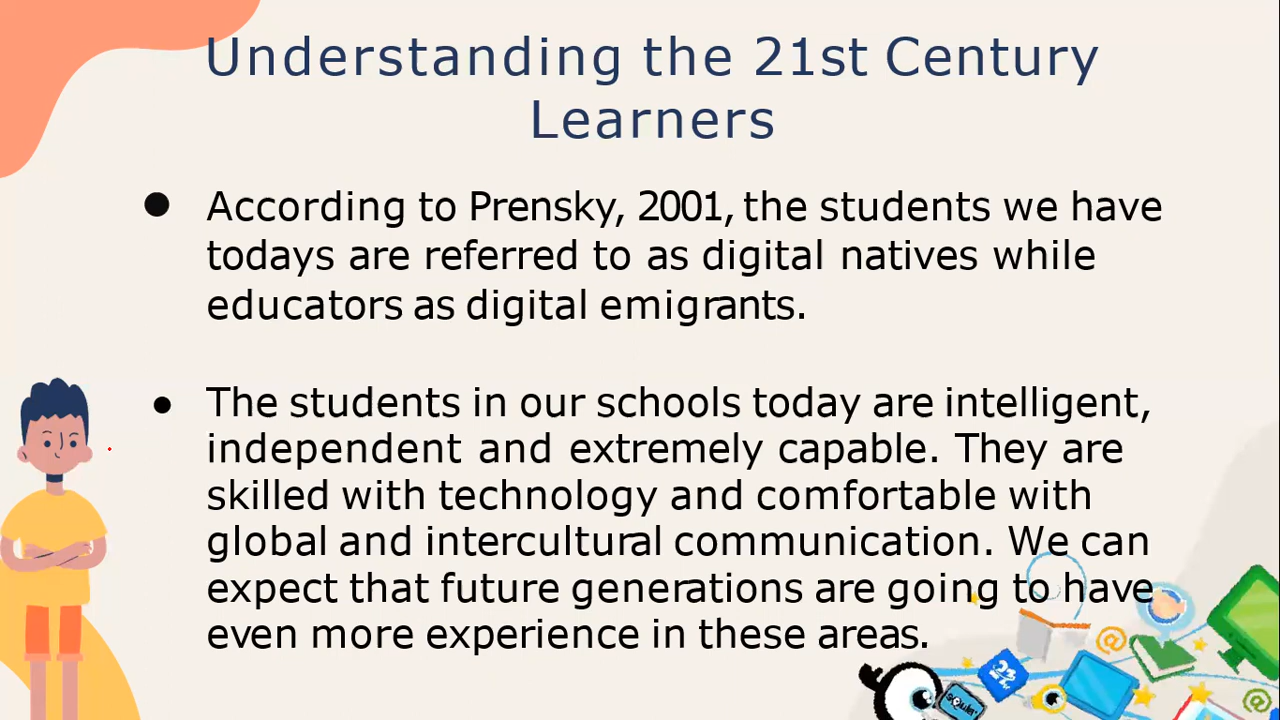 Understanding the 21st Century
Learners
● According to Prensky, 2001, the students we have
todays are referred to as digital natives while
educators as digital emigrants.
● The students in our schools today are intelligent,
independent and extremely capable. They are
skilled with technology and comfortable with
global and intercultural communication. We can
expect that future generations are going to have
even more experience in these areas.